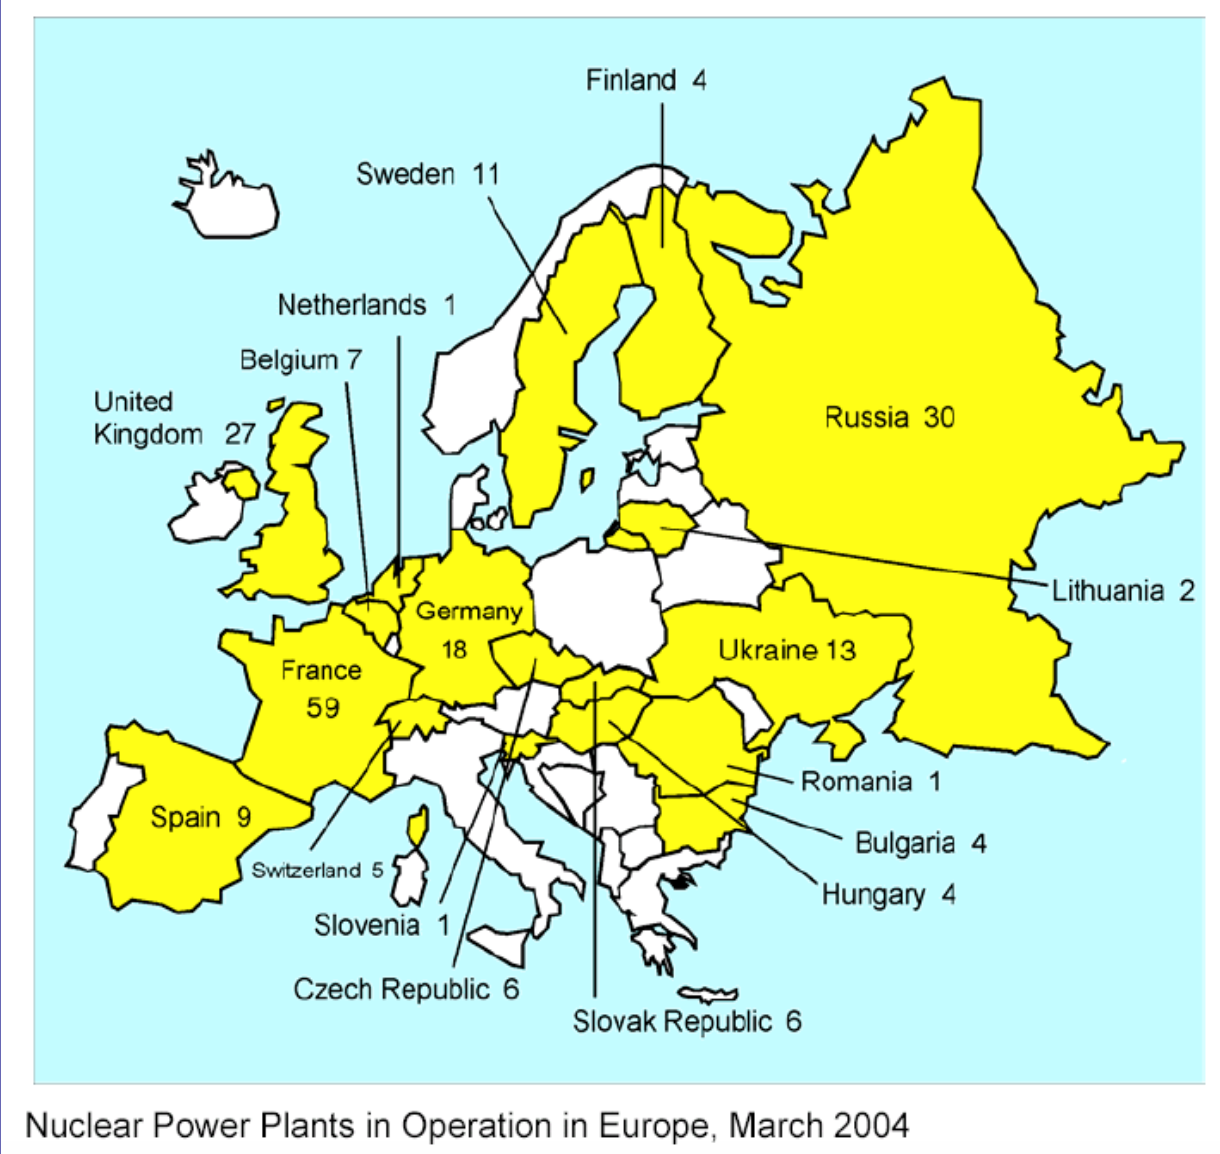 Finland 4
Sweden 11
Netherlands 1
Belgium 7
United
Kingdom 27
Russia 30
Lithuania 2
Germany
18
Ukraine 13
France
59
Romania 1
Spain 9
Bulgaria 4
Switzerland 5
Hungary 4
Slovenia 1
Czech Republic 6
Slovak Republic 6
Nuclear Power Plants in Operation in Europe, March 2004